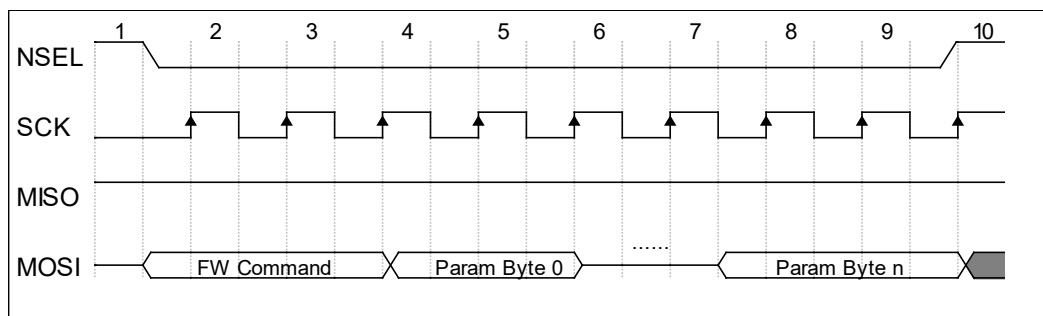 1 2 3 4 5 6 7 8 9 10
NSEL
SCK
MISO
......
MOSI FW Command Param Byte 0 Param Byte n